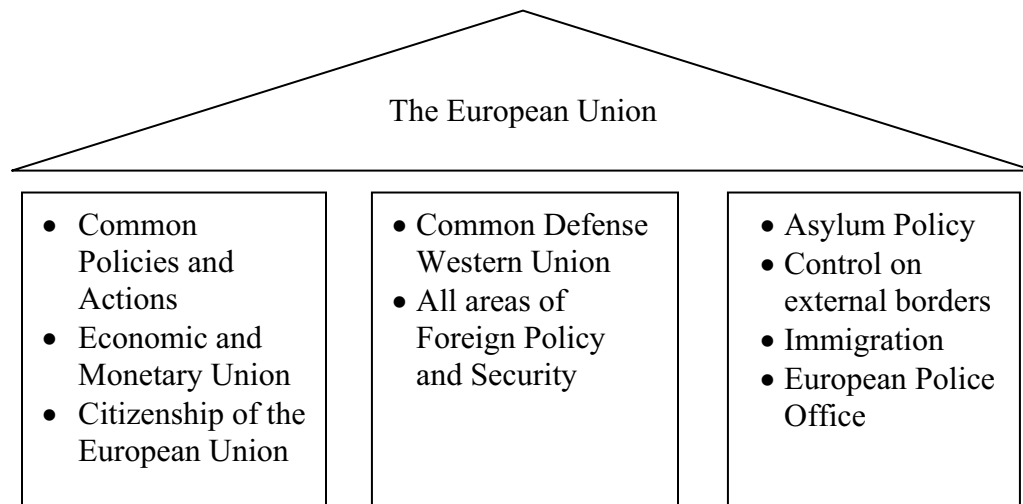 The European Union
• Common
Policies and
Actions
• Economic and
Monetary Union
• Citizenship of the
European Union
• Common Defense
Western Union
• All areas of
Foreign Policy
and Security
• Asylum Policy
• Control on
external borders
• Immigration
• European Police
Office